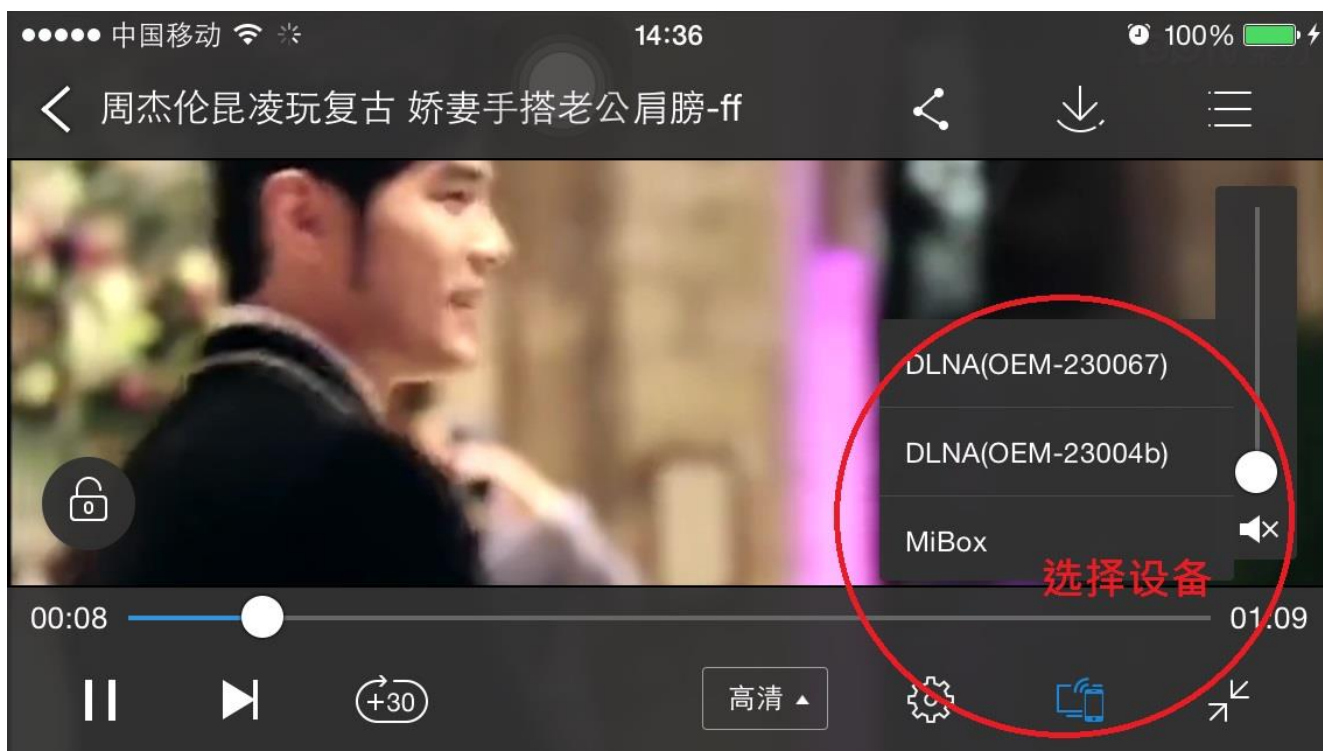 中国移动
14:36
100%
周杰伦昆凌玩复古 娇妻手搭老公肩膀-ff
DLNA(OEM-230067)
DLNA(OEM-23004b)
MiBox
选择设备
00:08
01:09
+30
高清